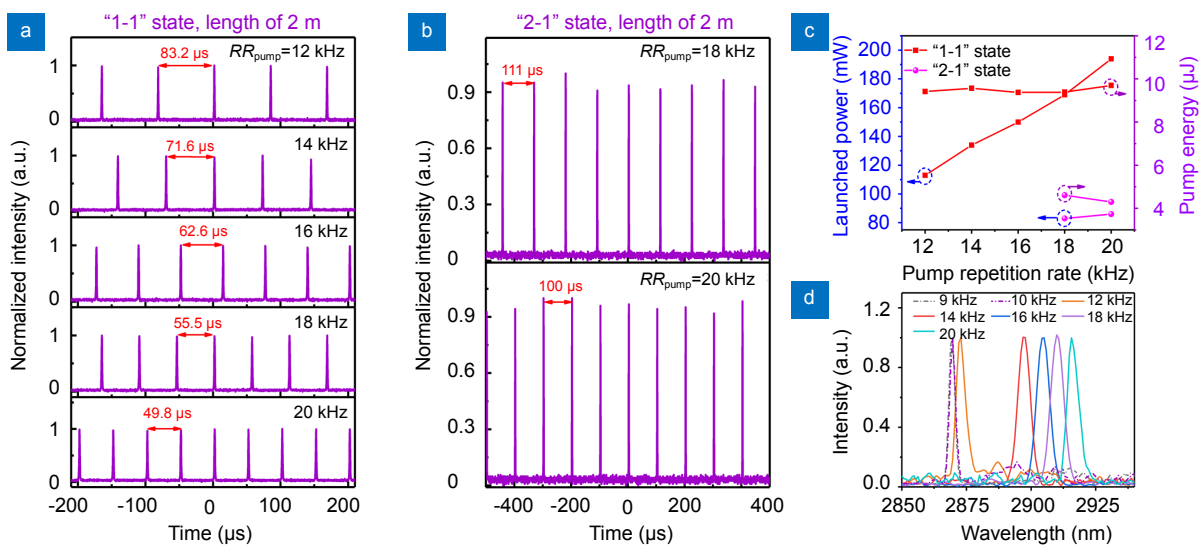 a
"1-1" state, length of 2 m
RRpump=12 kHz
83.2 µs
1
0
14 kHz
71.6 µs
1
0
16 kHz
62.6 µs
1
0
18 kHz
55.5 µs
1
0
20 kHz
49.8 µs
1
0
Normalized intensity (a.u.)
-200 -100 0 100 200
Time (µs)
b
"2-1" state, length of 2 m
RRpump=18 kHz
111 µs
0.9
0.6
0.3
0
RRpump=20 kHz
100 µs
0.9
0.6
0.3
0
Normalized intensity (a.u.)
-400 -200 0 200 400
Time (µs)
c
"1-1" state
"2-1" state
Launched power (mW)
200
180
160
140
120
100
80
Pump energy (µJ)
12
10
8
6
4
12 14 16 18 20
Pump repetition rate (kHz)
d
9 kHz 10 kHz 12 kHz
14 kHz 16 kHz 18 kHz
20 kHz
Intensity (a.u.)
1.2
0.8
0.4
0.0
2850 2875 2900 2925
Wavelength (nm)